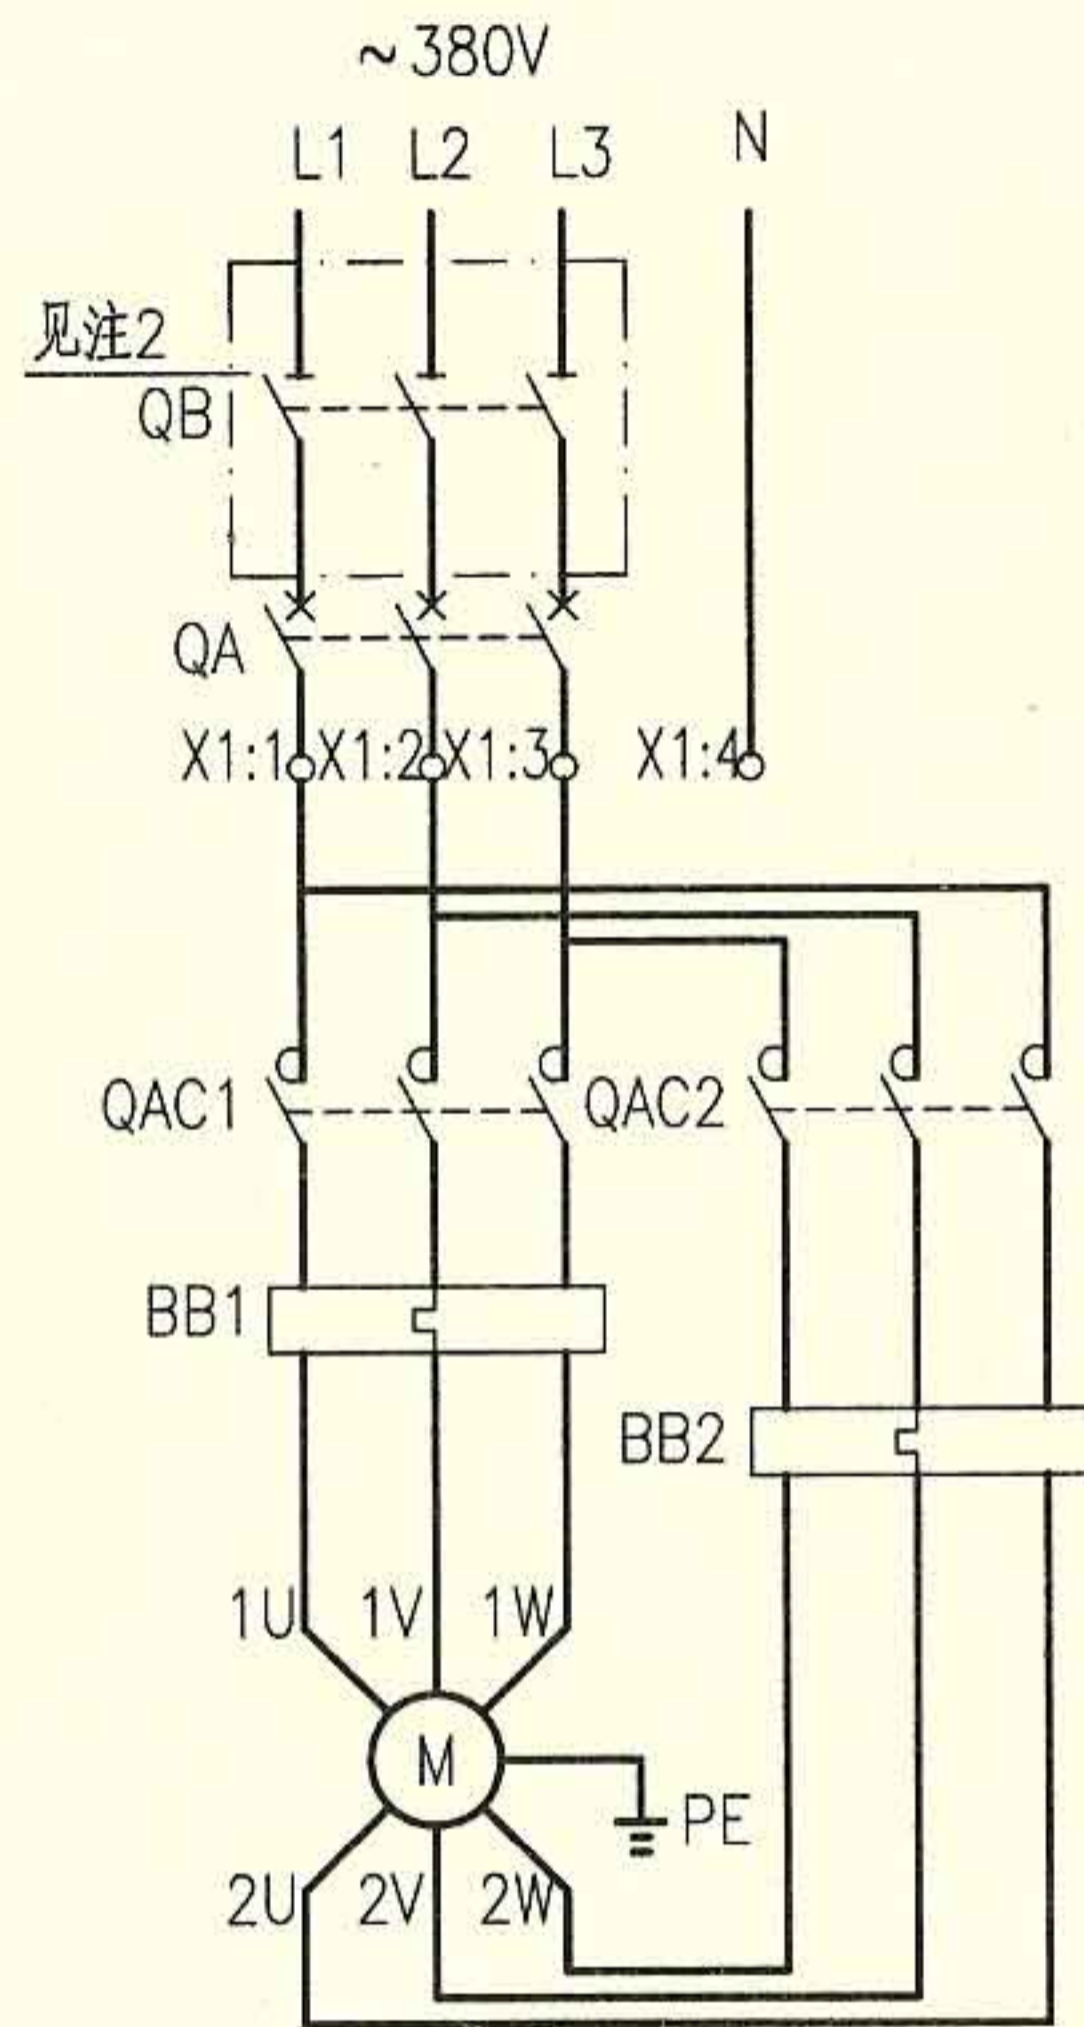 ~380V
L1 L2 L3 N
见注2
QB
QA
X1:1 X1:2 X1:3 X1:4
QAC1 QAC2
BB1
BB2
1U 1V 1W
M
PE
2U 2V 2W